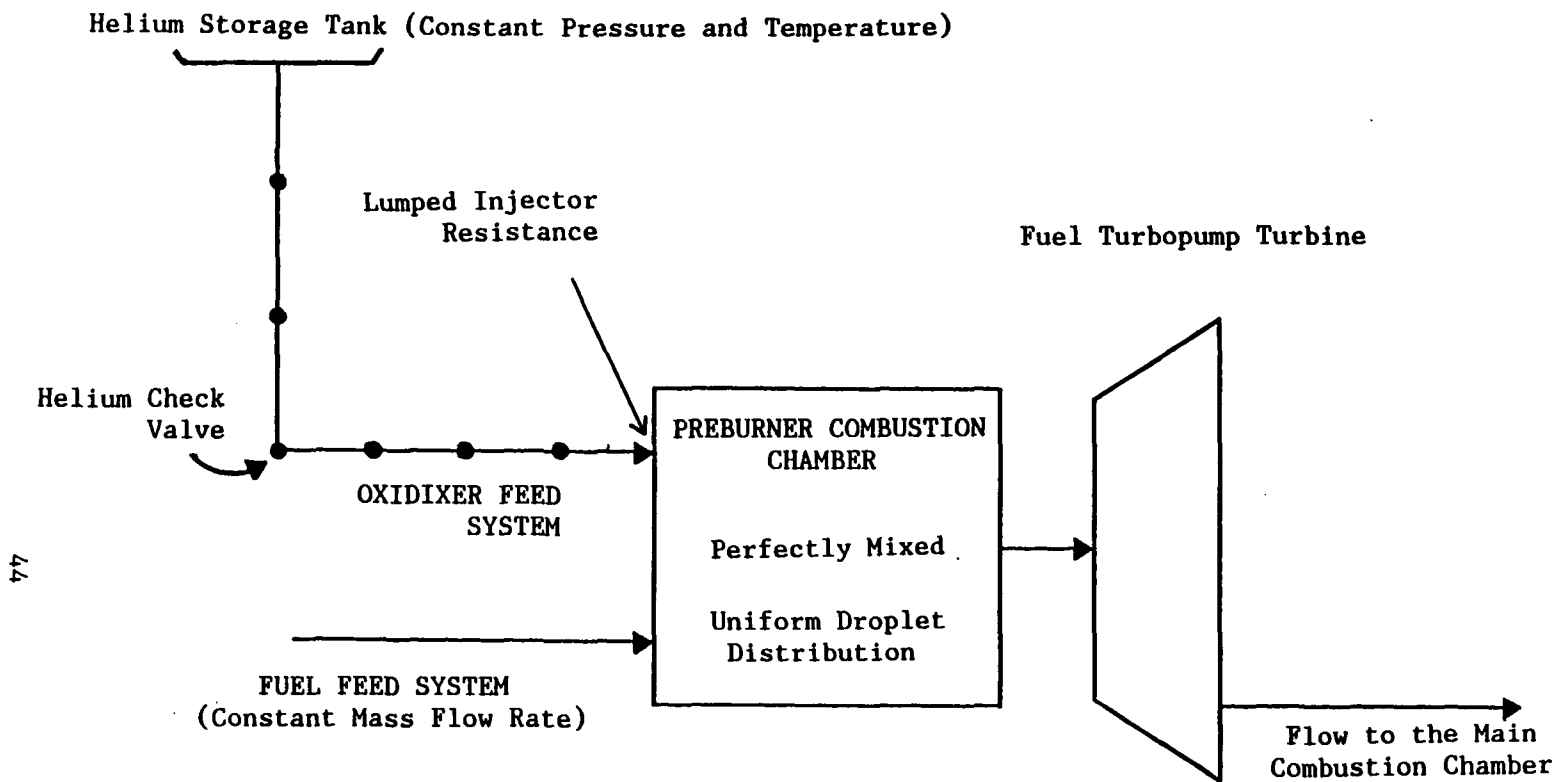 Helium Storage Tank (Constant Pressure and Temperature)
Lumped Injector
Resistance
Fuel Turbopump Turbine
Helium Check
Valve
PREBURNER COMBUSTION
CHAMBER
OXIDIXER FEED
SYSTEM
Perfectly Mixed
Uniform Droplet
Distribution
FUEL FEED SYSTEM
(Constant Mass Flow Rate)
Flow to the Main
Combustion Chamber
44